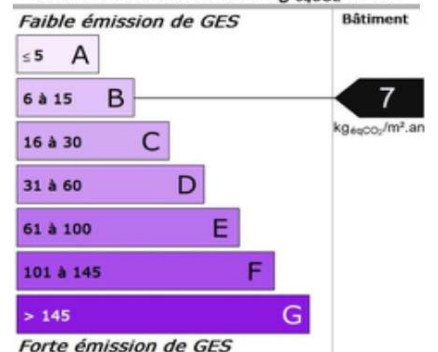 Faible émission de GES
Bâtiment
≤ 5 A
6 à 15 B
7
kgéqCO₂/m².an
16 à 30 C
31 à 60 D
61 à 100 E
101 à 145 F
> 145 G
Forte émission de GES